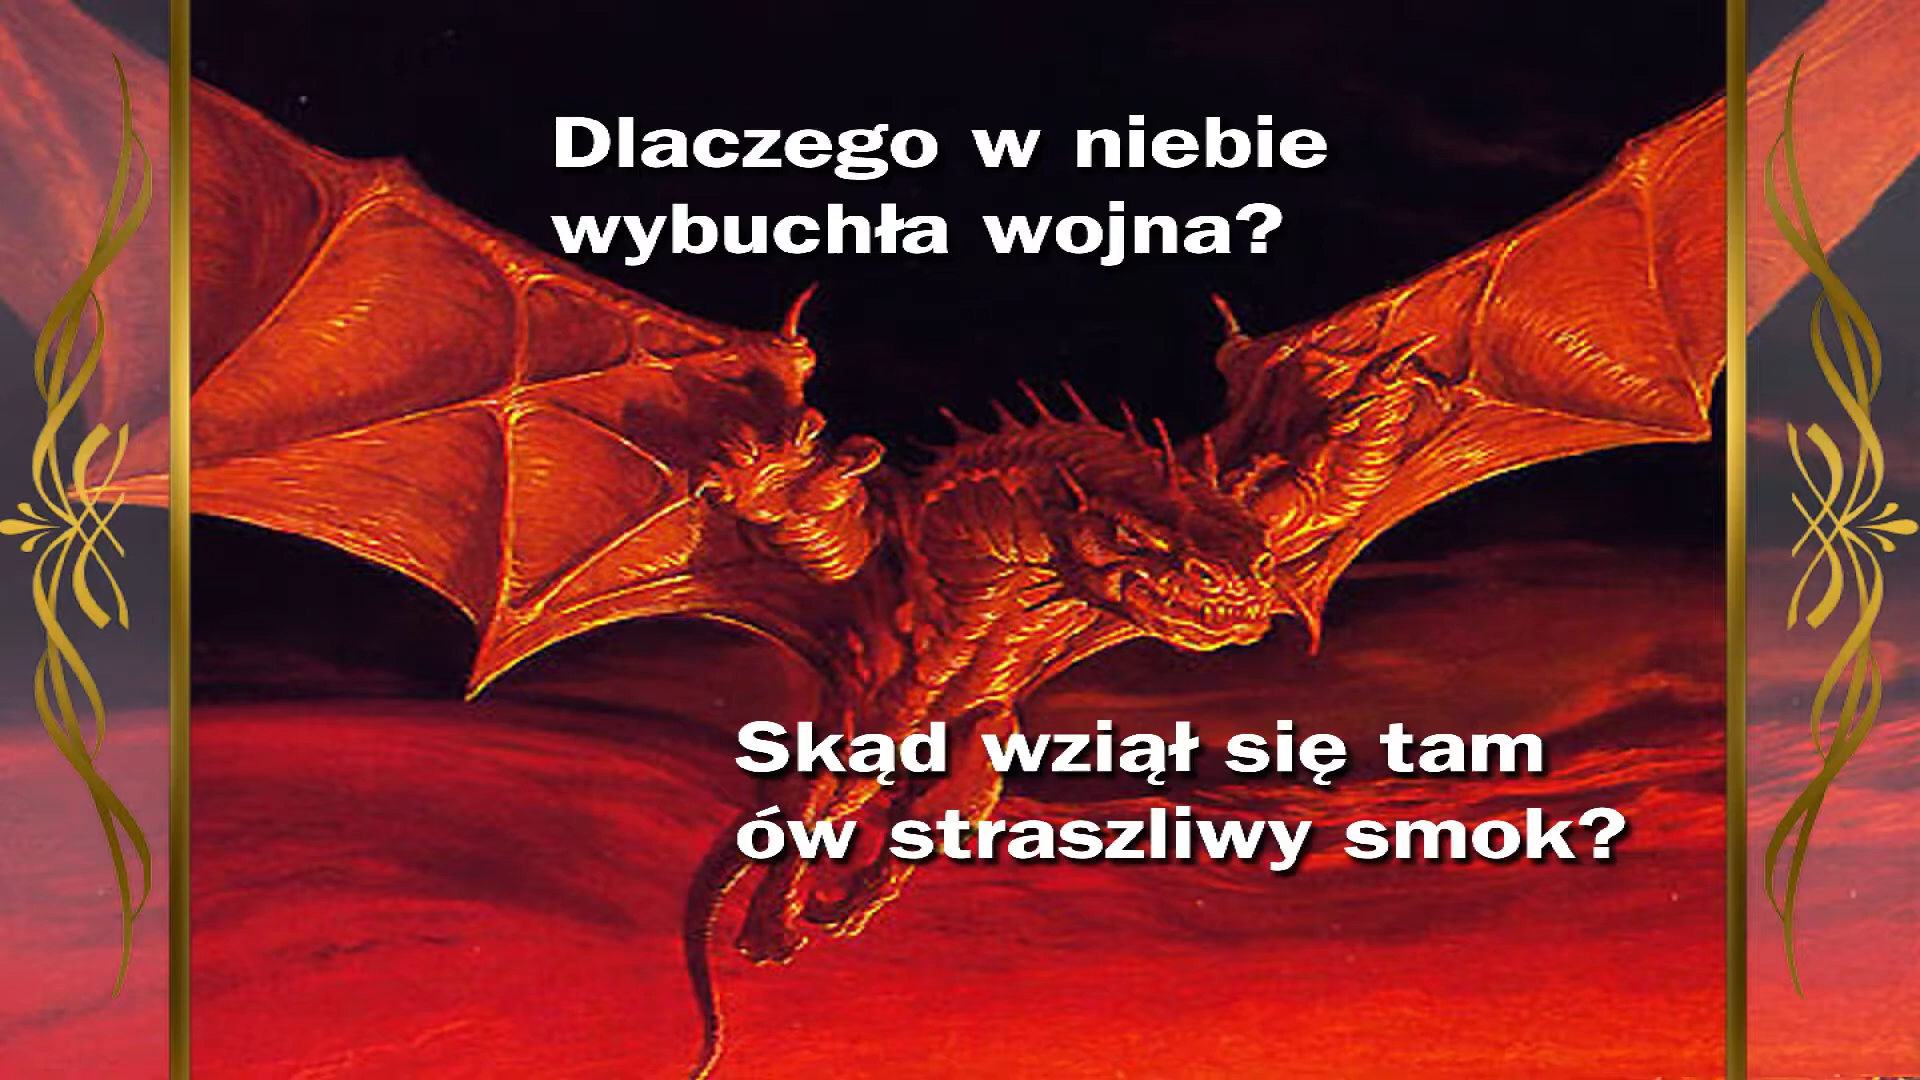 Dlaczego w niebie
wybuchła wojna?
Skąd wziął się tam
ów straszliwy smok?